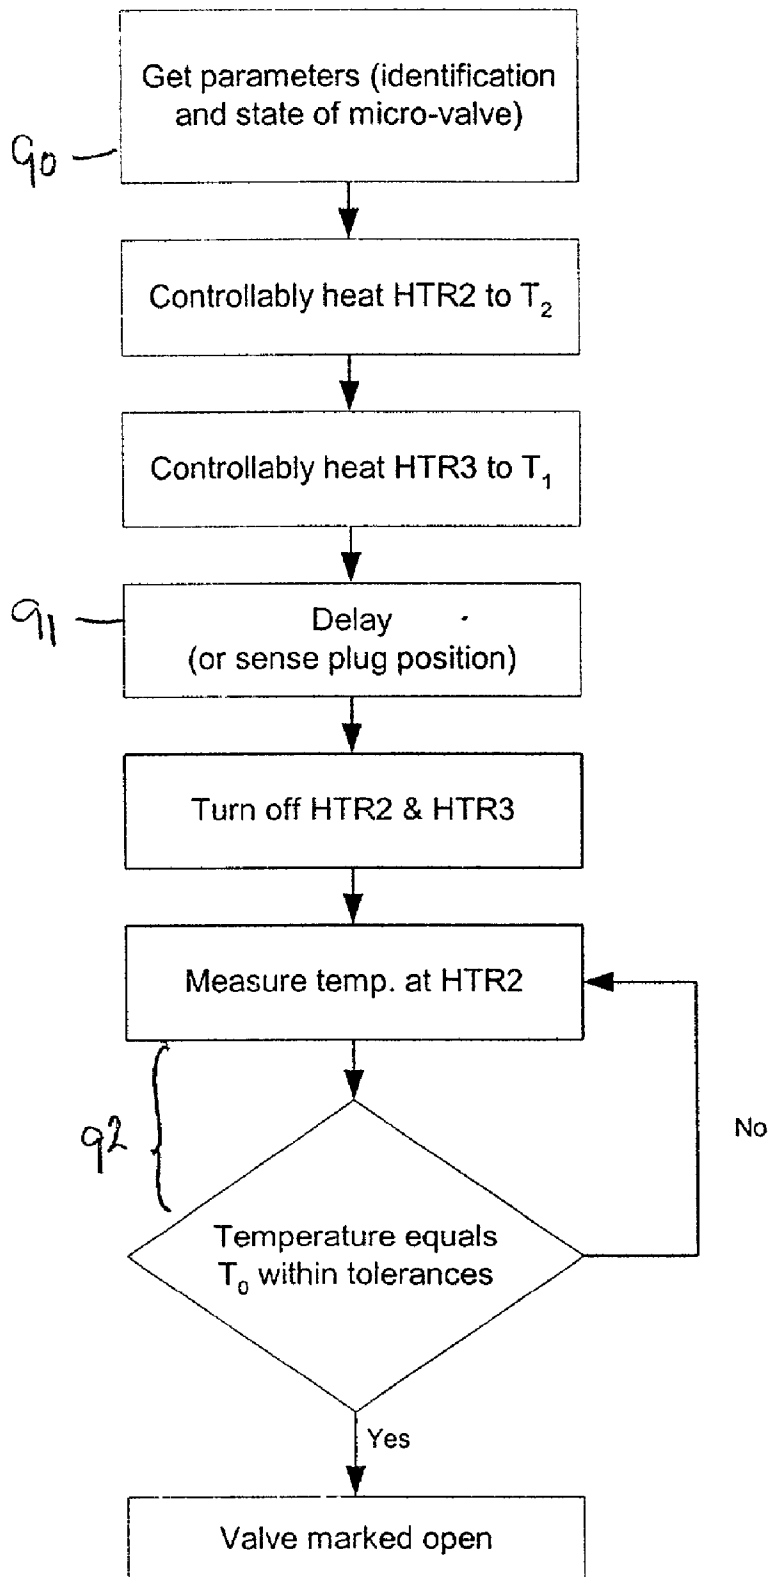 Get parameters (identification
and state of micro-valve)
90
Controllably heat HTR2 to T₂
Controllably heat HTR3 to T₁
91
Delay
(or sense plug position)
Turn off HTR2 & HTR3
Measure temp. at HTR2
92
No
Temperature equals
T₀ within tolerances
Yes
Valve marked open